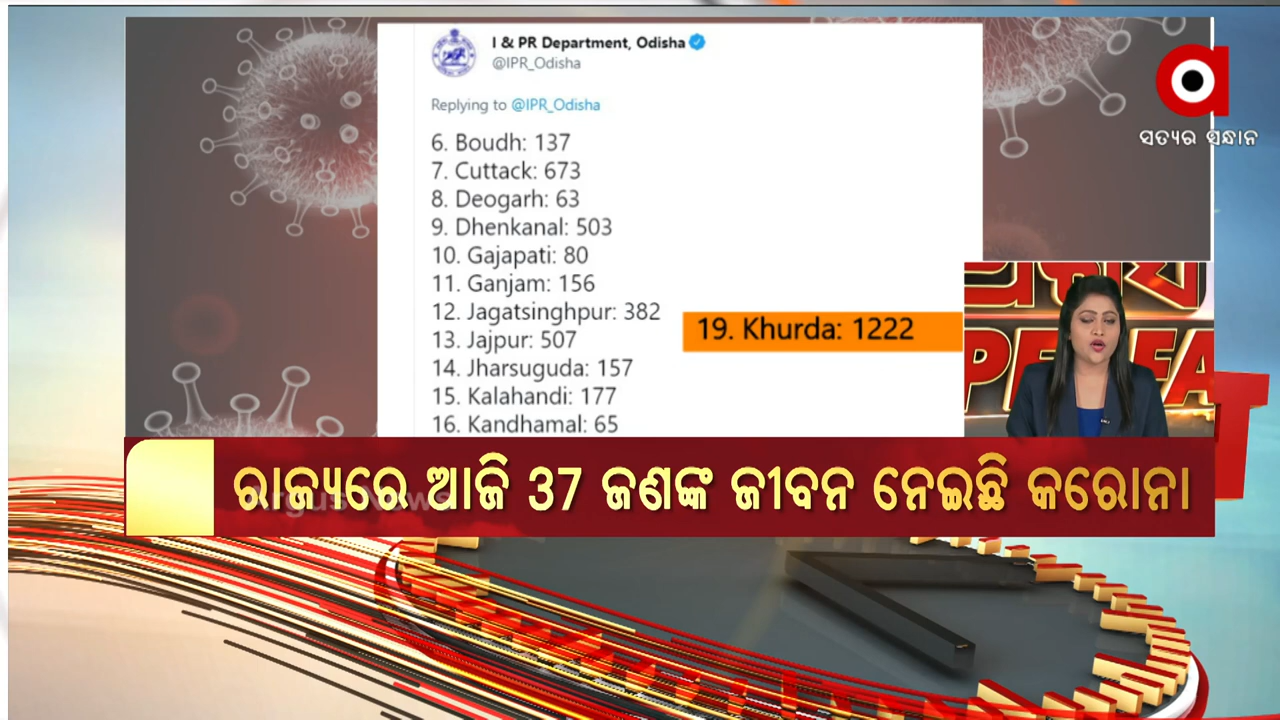 I & PR Department, Odisha
@IPR_Odisha
Replying to @IPR_Odisha
6. Boudh: 137
7. Cuttack: 673
8. Deogarh: 63
9. Dhenkanal: 503
10. Gajapati: 80
11. Ganjam: 156
12. Jagatsinghpur: 382
13. Jajpur: 507
14. Jharsuguda: 157
15. Kalahandi: 177
16. Kandhamal: 65
19. Khurda: 1222
a
ସତ୍ୟର ସନ୍ଧାନ
ରାଜ୍ୟରେ ଆଜି 37 ଜଣଙ୍କ ଜୀବନ ନେଇଛି କରୋନା
Argus News